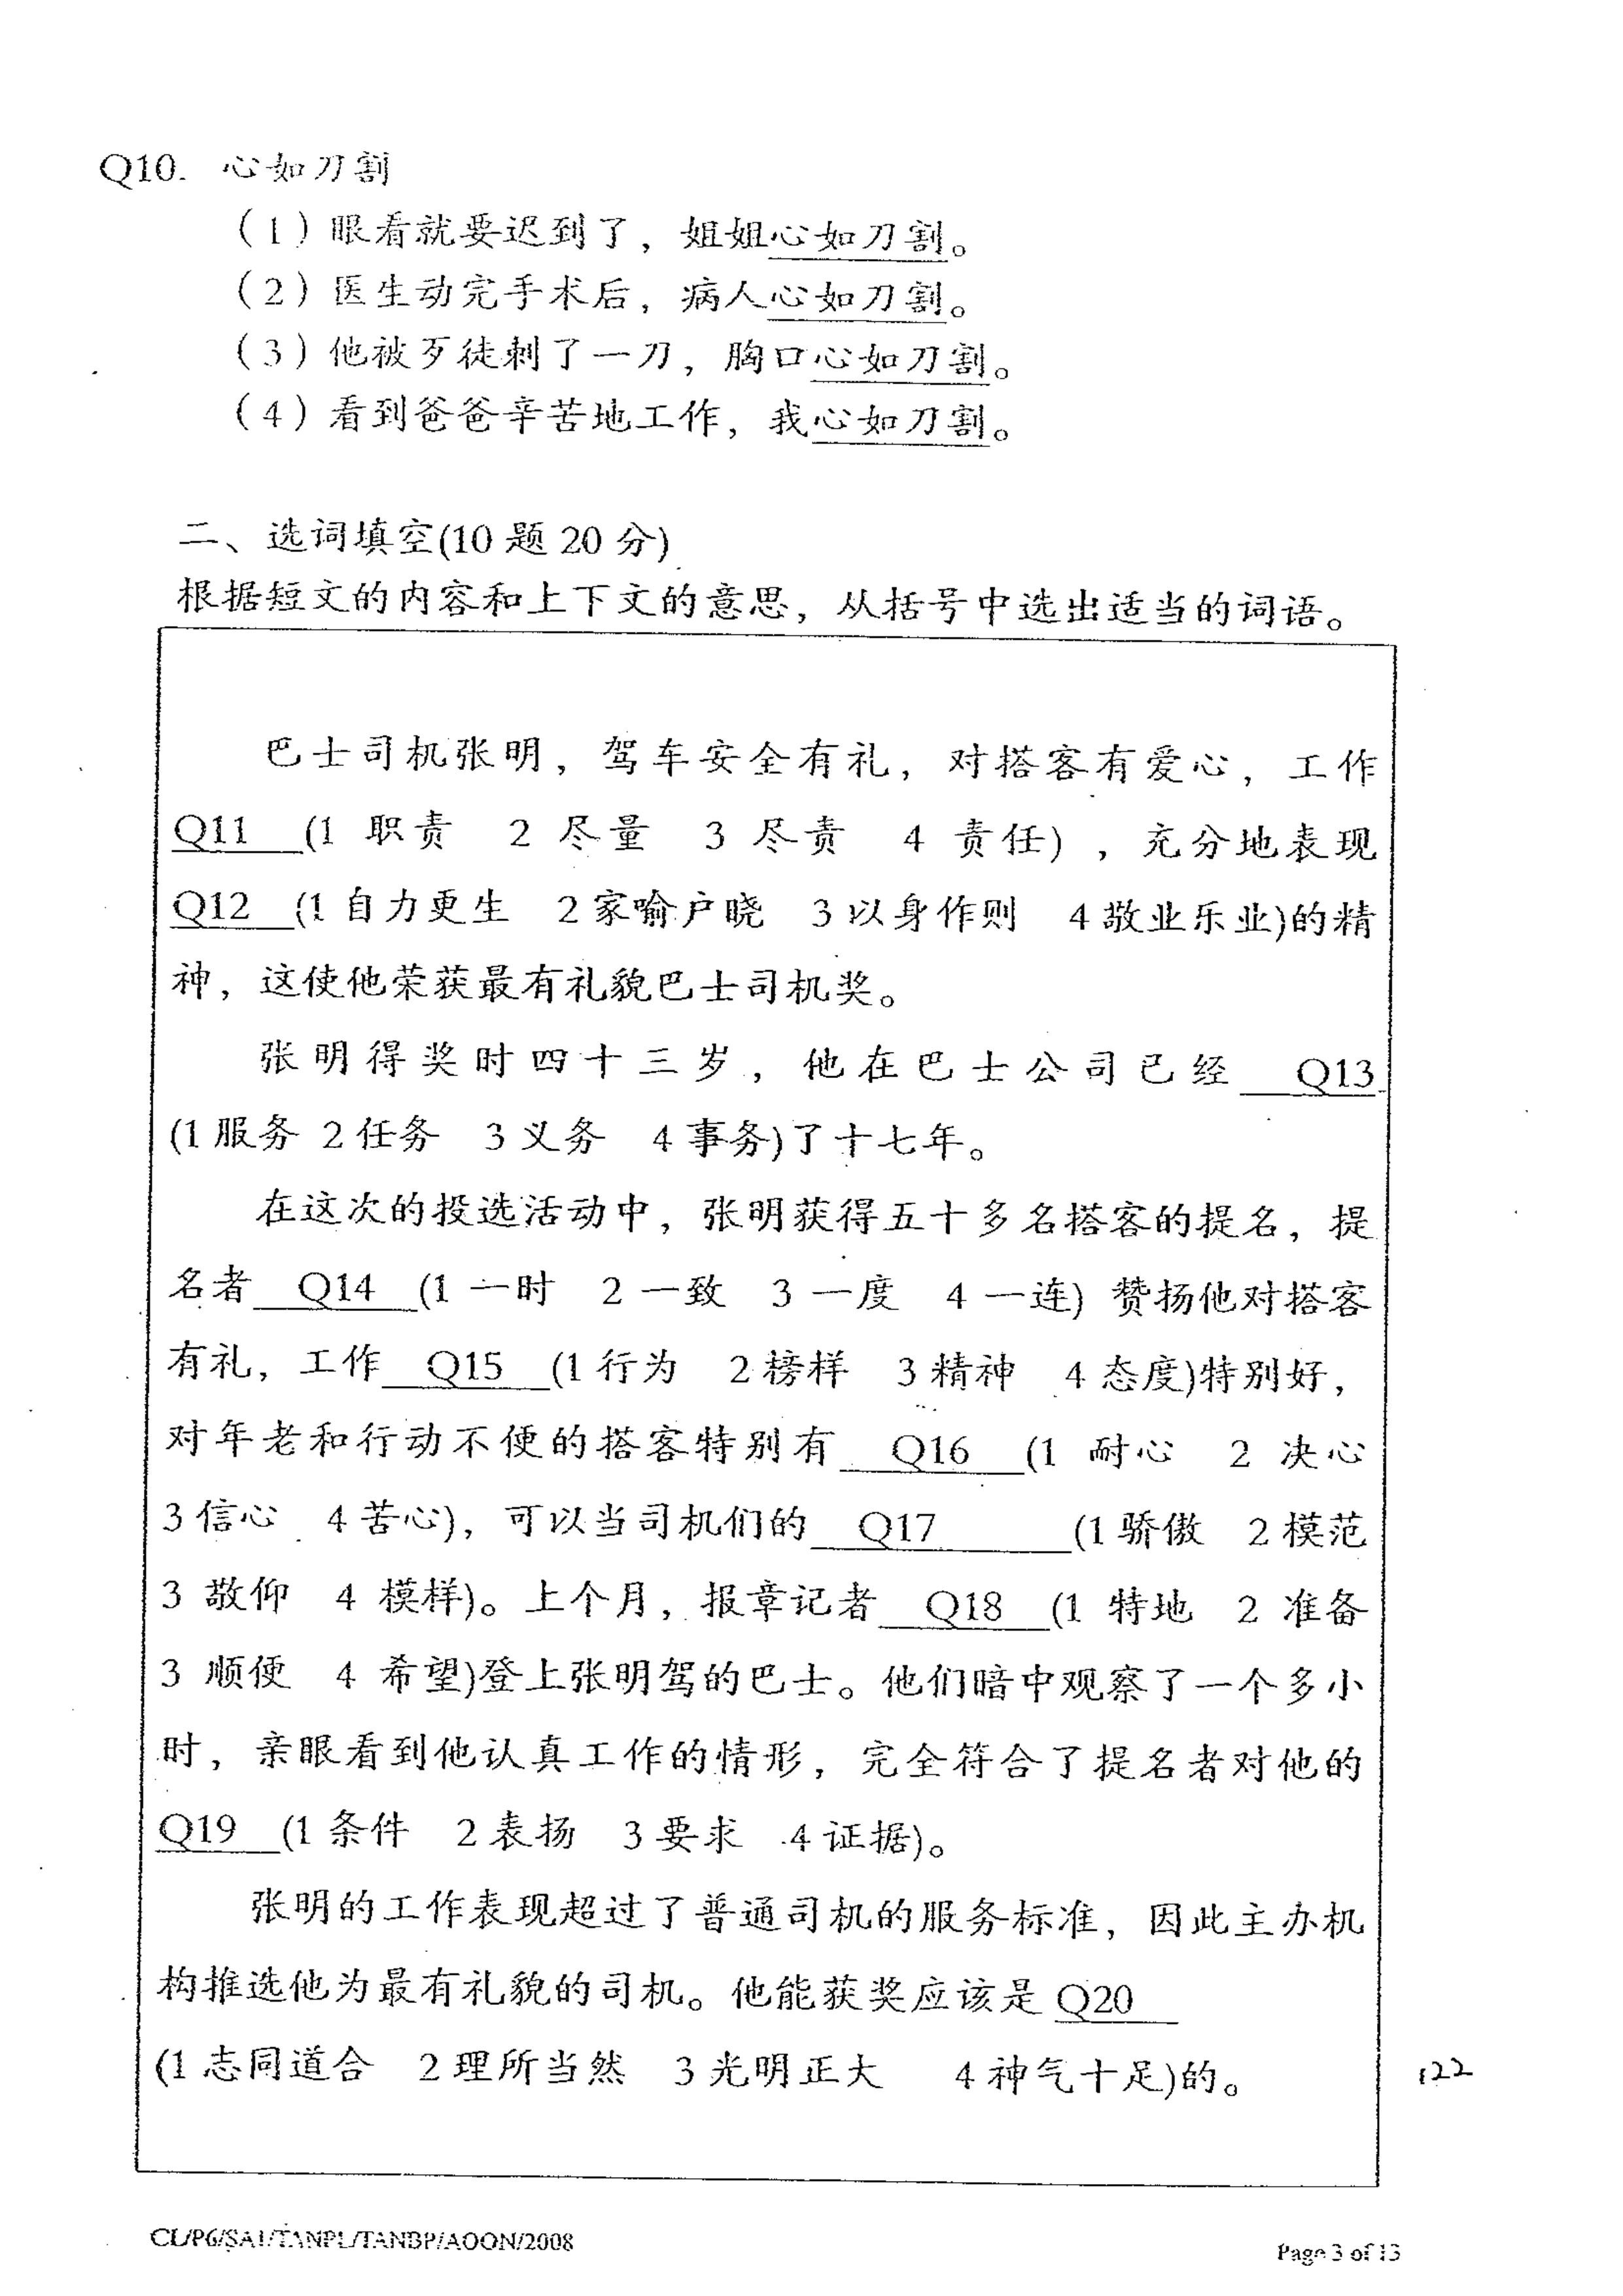 Q10. 心如刀割
（1）眼看就要迟到了，姐姐心如刀割。
（2）医生动完手术后，病人心如刀割。
（3）他被歹徒刺了一刀，胸口心如刀割。
（4）看到爸爸辛苦地工作，我心如刀割。
二、选词填空(10 题 20 分)
根据短文的内容和上下文的意思，从括号中选出适当的词语。
巴士司机张明，驾车安全有礼，对搭客有爱心，工作
Q11 (1 职责 2 尽量 3 尽责 4 责任)，充分地表现
Q12 (1 自力更生 2 家喻户晓 3 以身作则 4 敬业乐业)的精
神，这使他荣获最有礼貌巴士司机奖。
张明得奖时四十三岁，他在巴士公司已经 Q13
(1 服务 2 任务 3 义务 4 事务)了十七年。
在这次的投选活动中，张明获得五十多名搭客的提名，提
名者 Q14 (1 一时 2 一致 3 一度 4 一连) 赞扬他对搭客
有礼，工作 Q15 (1 行为 2 榜样 3 精神 4 态度)特别好，
对年老和行动不便的搭客特别有 Q16 (1 耐心 2 决心
3 信心 4 苦心)，可以当司机们的 Q17 (1 骄傲 2 模范
3 敬仰 4 模样)。上个月，报章记者 Q18 (1 特地 2 准备
3 顺便 4 希望)登上张明驾的巴士。他们暗中观察了一个多小
时，亲眼看到他认真工作的情形，完全符合了提名者对他的
Q19 (1 条件 2 表扬 3 要求 4 证据)。
张明的工作表现超过了普通司机的服务标准，因此主办机
构推选他为最有礼貌的司机。他能获奖应该是 Q20
(1 志同道合 2 理所当然 3 光明正大 4 神气十足)的。
122
CL/P6/SA1/TANPL/TANBP/AOON/2008
Page 3 of 13